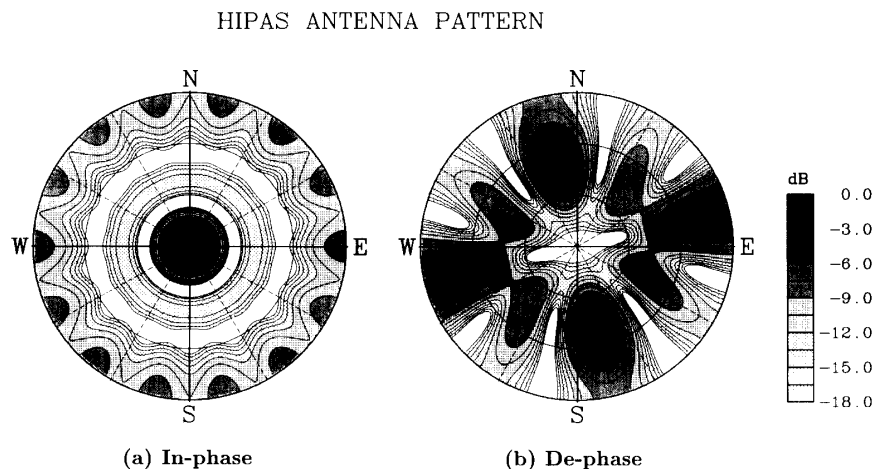 HIPAS ANTENNA PATTERN
N
W
E
S
(a) In-phase
N
W
E
S
(b) De-phase
dB
0.0
-3.0
-6.0
-9.0
-12.0
-15.0
-18.0